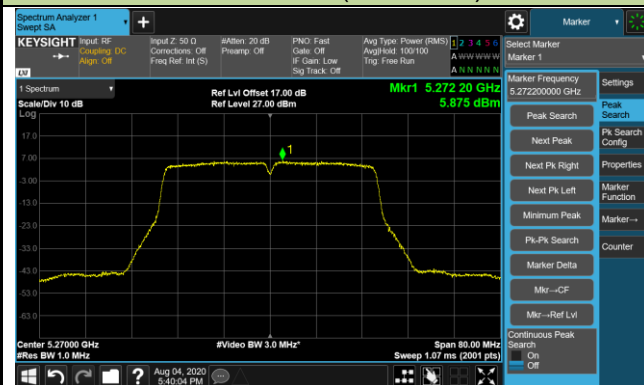 Spectrum Analyzer 1
Swept SA
+
Marker
KEYSIGHT
Input: RF
Coupling: DC
Align: Off
Input Z: 50 Ω
Corrections: Off
Freq Ref: Int (S)
#Atten: 20 dB
Preamp: Off
PNO: Fast
Gate: Off
IF Gain: Low
Sig Track: Off
Avg Type: Power (RMS)
Avg|Hold: 100/100
Trig: Free Run
1 2 3 4 5 6
A W W W W W
A N N N N N
LXI
Select Marker
Marker 1
1 Spectrum
Scale/Div 10 dB
Log
Ref Lvl Offset 17.00 dB
Ref Level 27.00 dBm
Mkr1 5.272 20 GHz
5.875 dBm
17.0
7.00
-3.00
-13.0
-23.0
-33.0
-43.0
-53.0
-63.0
1
Center 5.27000 GHz
#Res BW 1.0 MHz
#Video BW 3.0 MHz*
Span 80.00 MHz
Sweep 1.07 ms (2001 pts)
Marker Frequency
5.272200000 GHz
Peak Search
Next Peak
Next Pk Right
Next Pk Left
Minimum Peak
Pk-Pk Search
Marker Delta
Mkr→CF
Mkr→Ref Lvl
Continuous Peak
Search
On
Off
Settings
Peak
Search
Pk Search
Config
Properties
Marker
Function
Marker→
Counter
?
Aug 04, 2020
5:40:04 PM